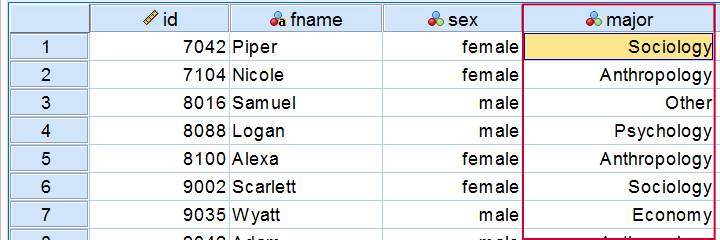 id fname sex major
1 7042 Piper female Sociology
2 7104 Nicole female Anthropology
3 8016 Samuel male Other
4 8088 Logan male Psychology
5 8100 Alexa female Anthropology
6 9002 Scarlett female Sociology
7 9035 Wyatt male Economy